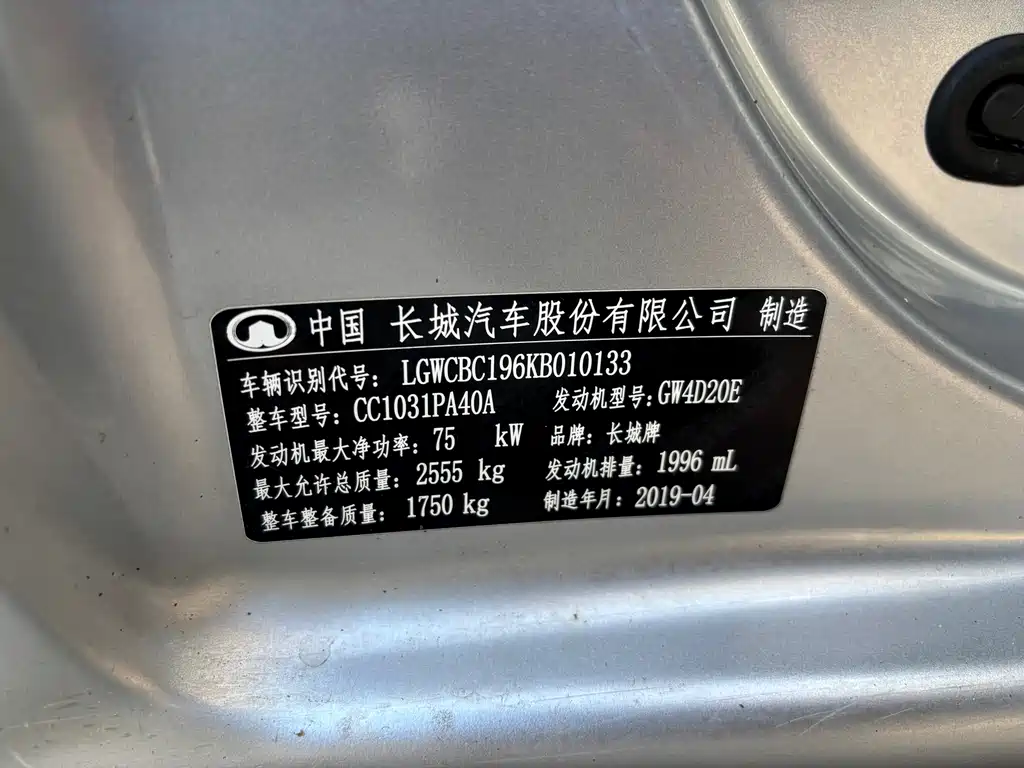 中国 长城汽车股份有限公司 制造
车辆识别代号： LGWCBC196KB010133
整车型号： CC1031PA40A 发动机型号： GW4D20E
发动机最大净功率： 75 kW 品牌： 长城牌
最大允许总质量： 2555 kg 发动机排量： 1996 mL
整车整备质量： 1750 kg 制造年月： 2019-04